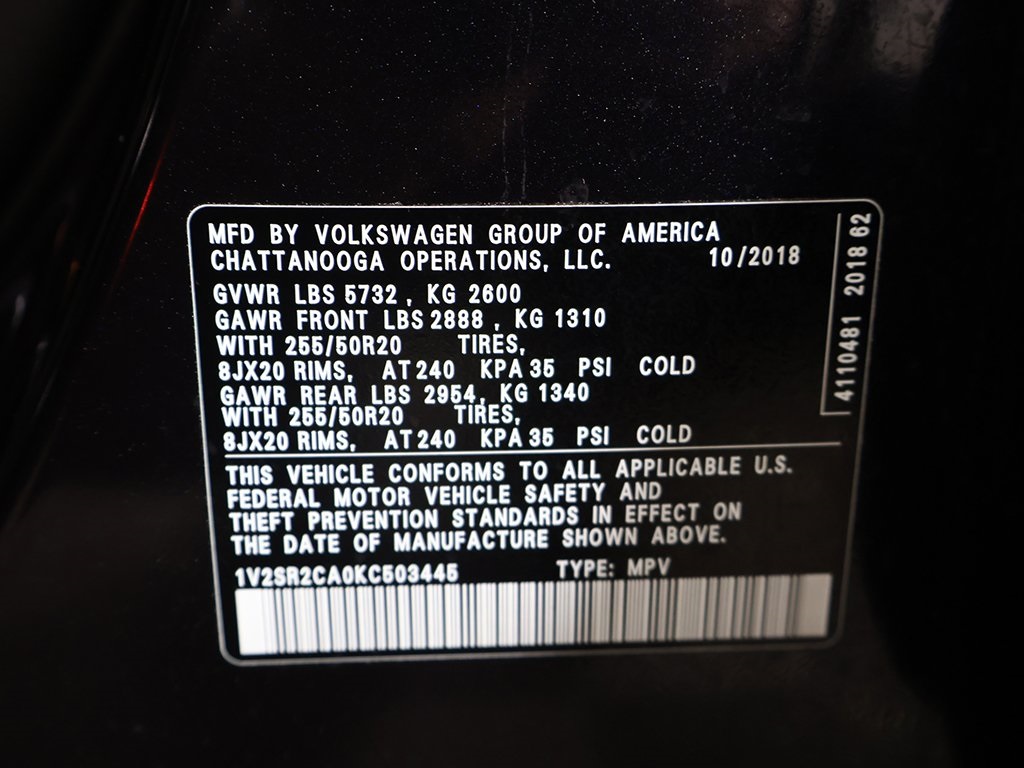 MFD BY VOLKSWAGEN GROUP OF AMERICA
CHATTANOOGA OPERATIONS, LLC. 10/2018
GVWR LBS 5732, KG 2600
GAWR FRONT LBS 2888, KG 1310
WITH 255/50R20 TIRES,
8JX20 RIMS, AT 240 KPA 35 PSI COLD
GAWR REAR LBS 2954, KG 1340
WITH 255/50R20 TIRES,
8JX20 RIMS, AT 240 KPA 35 PSI COLD
THIS VEHICLE CONFORMS TO ALL APPLICABLE U.S.
FEDERAL MOTOR VEHICLE SAFETY AND
THEFT PREVENTION STANDARDS IN EFFECT ON
THE DATE OF MANUFACTURE SHOWN ABOVE.
1V2SR2CA0KC503445 TYPE: MPV
4110481 2018 62